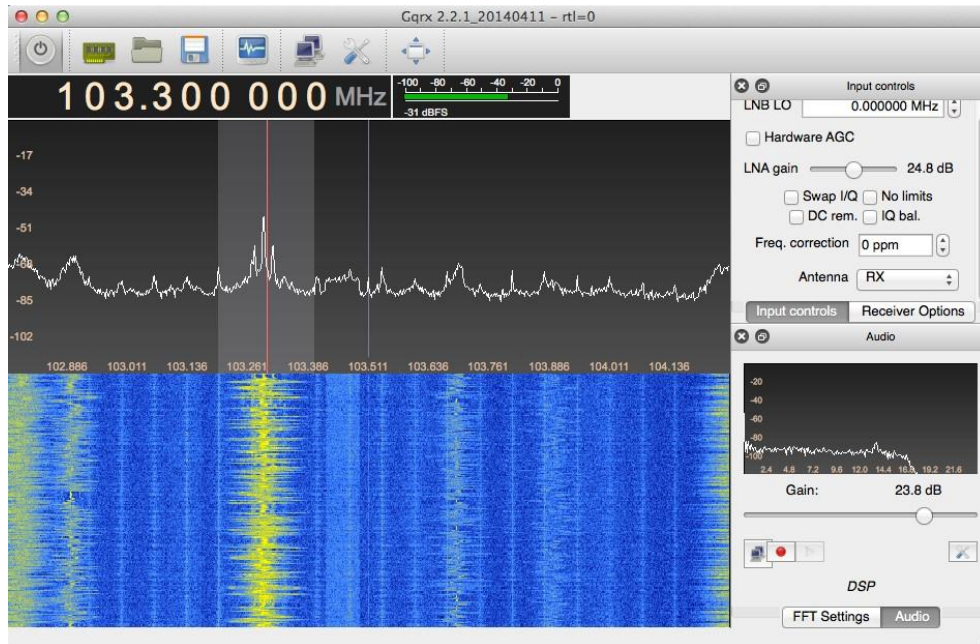 Gqrx 2.2.1_20140411 - rtl=0
103.300 000 MHz
-100 -80 -60 -40 -20 0
-31 dBFS
-17
-34
-51
-68
-85
-102
102.886 103.011 103.136 103.261 103.386 103.511 103.636 103.761 103.886 104.011 104.136
Input controls
LNB LO 0.000000 MHz
Hardware AGC
LNA gain 24.8 dB
Swap I/Q No limits
DC rem. IQ bal.
Freq. correction 0 ppm
Antenna RX
Input controls Receiver Options
Audio
-20
-40
-60
-80
-100
2.4 4.8 7.2 9.6 12.0 14.4 16.8 19.2 21.6
Gain: 23.8 dB
DSP
FFT Settings Audio